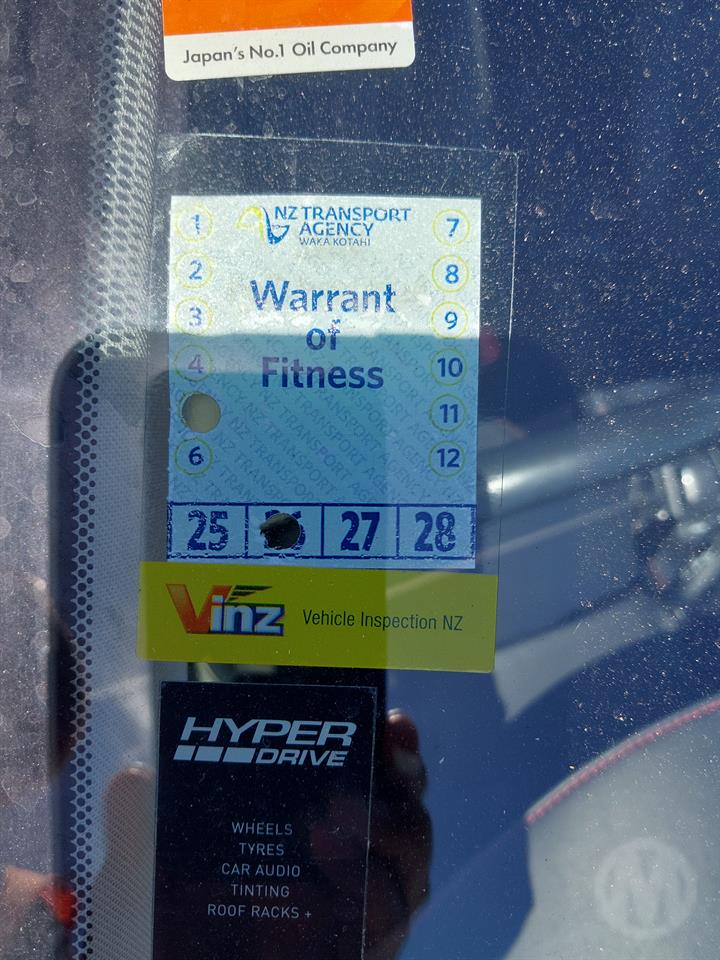 Japan's No.1 Oil Company
NZ TRANSPORT
AGENCY
WAKA KOTAHI
1
7
2
8
Warrant
3
9
of
4
10
Fitness
11
6
12
25
27
28
Vinz
Vehicle Inspection NZ
HYPER
DRIVE
WHEELS
TYRES
CAR AUDIO
TINTING
ROOF RACKS +
M